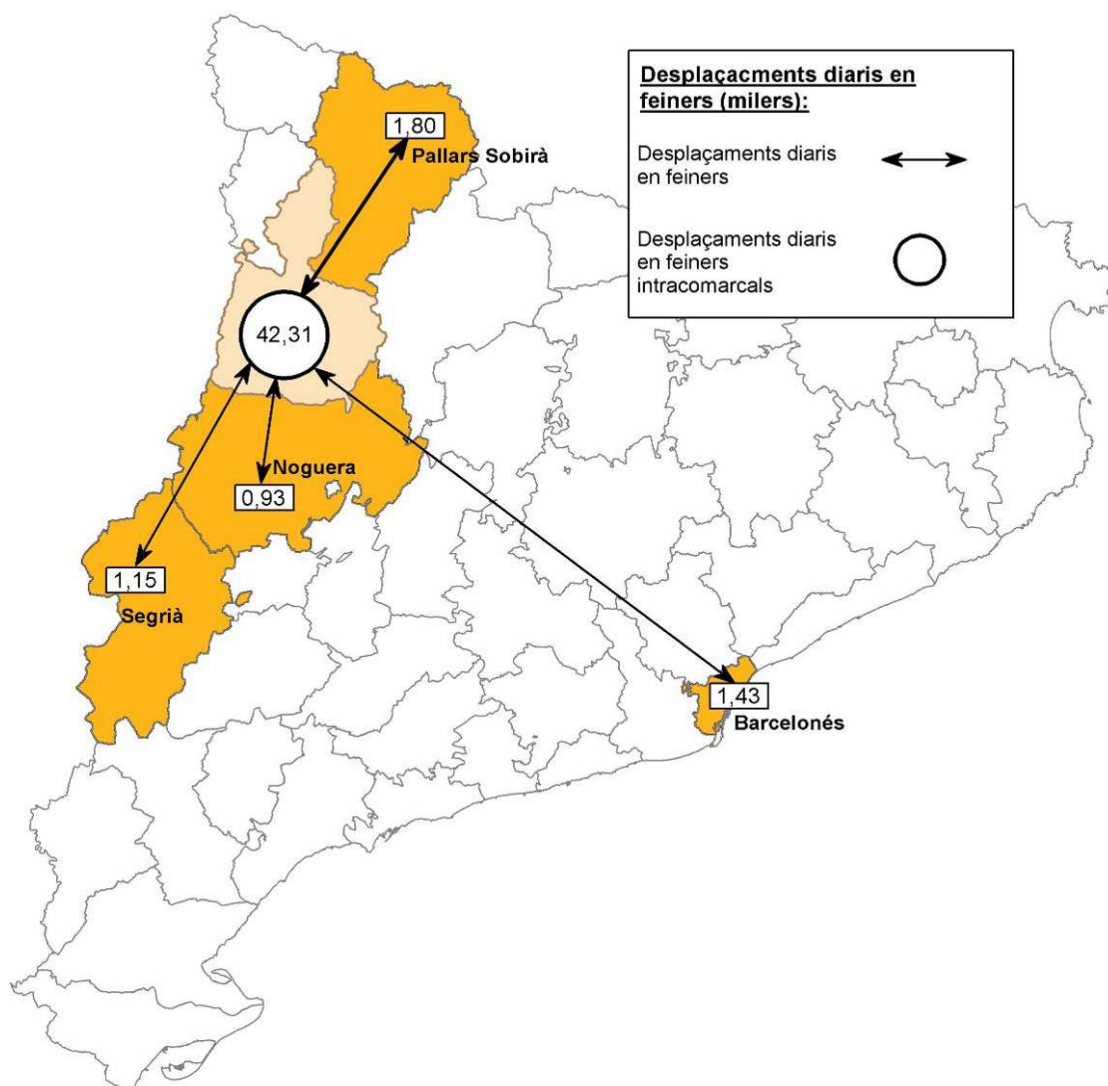 Desplaçacments diaris en
feiners (milers):
Desplaçaments diaris
en feiners
Desplaçaments diaris
en feiners
intracomarcals
1,80
Pallars Sobirà
42,31
Noguera
0,93
1,15
Segrià
1,43
Barcelonés